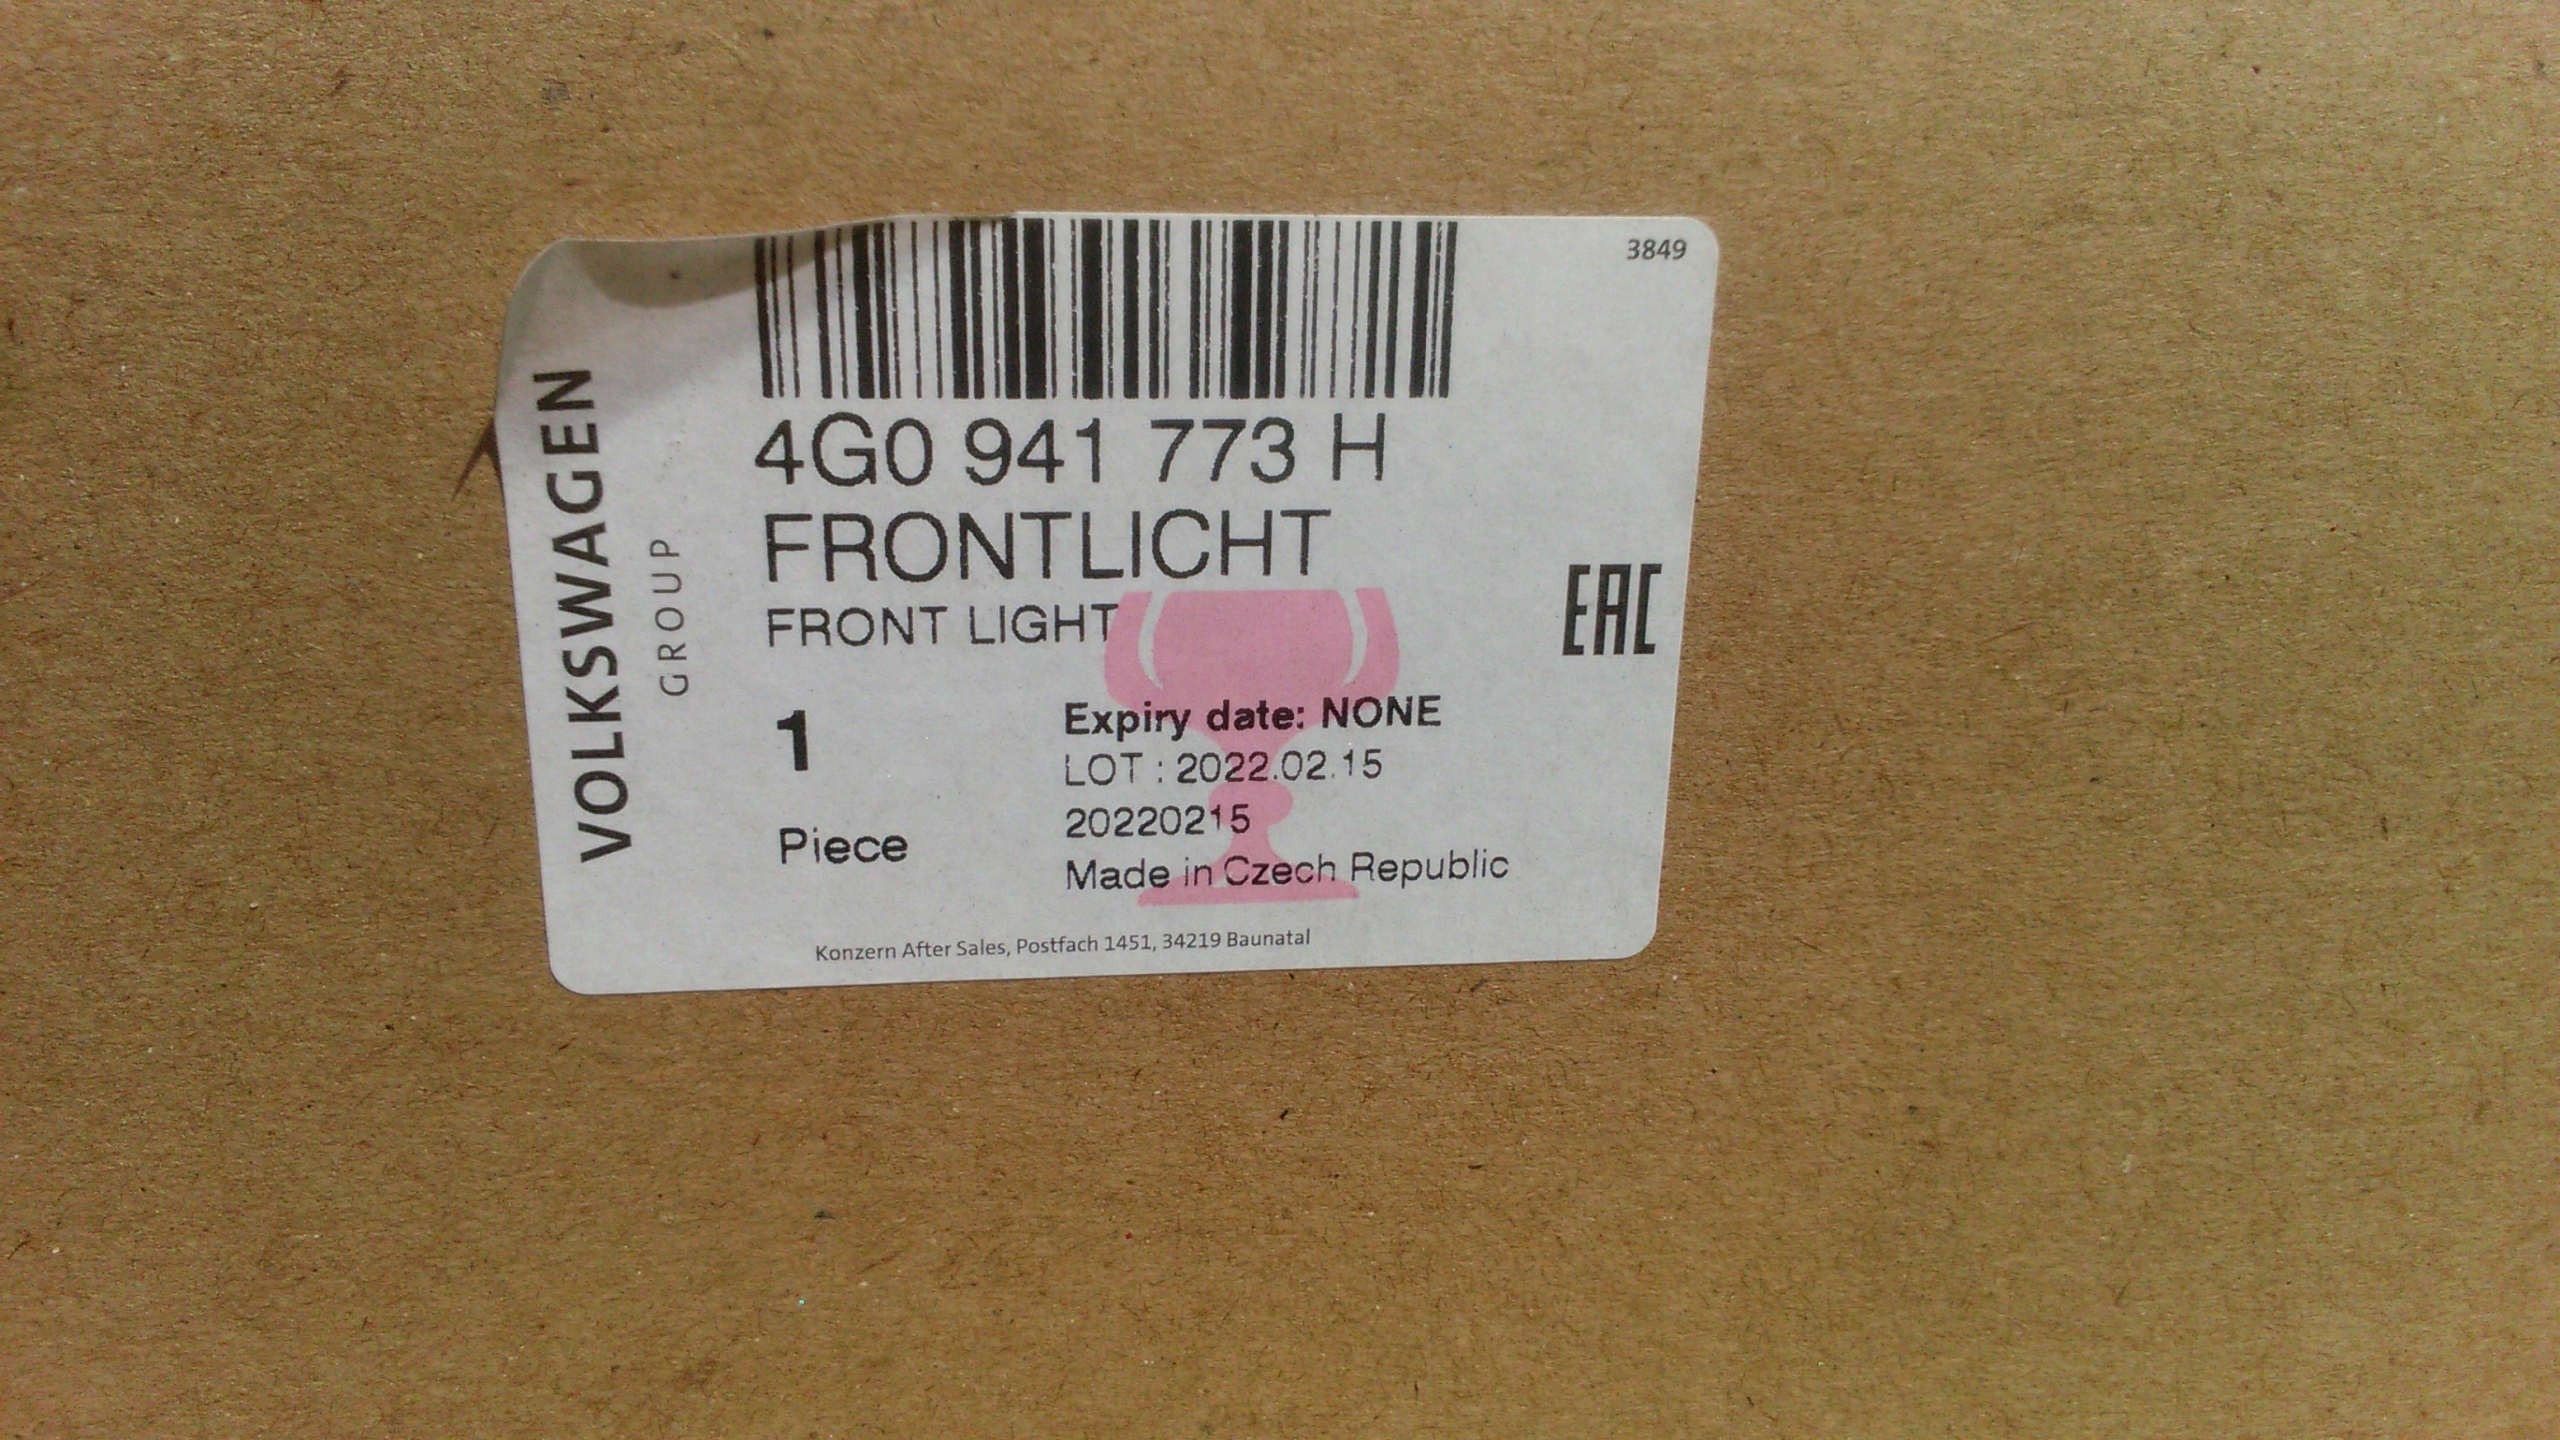 3849
VOLKSWAGEN
GROUP
4G0 941 773 H
FRONTLICHT
FRONT LIGHT
EAC
1
Piece
Expiry date: NONE
LOT : 2022.02.15
20220215
Made in Czech Republic
Konzern After Sales, Postfach 1451, 34219 Baunatal